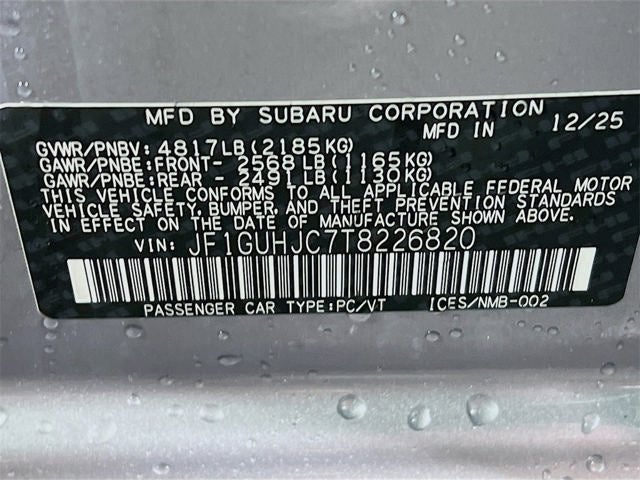 MFD BY SUBARU CORPORATION
MFD IN 12/25
GVWR/PNBV: 4817LB(2185KG)
GAWR/PNBE:FRONT- 2568LB(1165KG)
GAWR/PNBE:REAR - 2491LB(1130KG)
THIS VEHICLE CONFORMS TO ALL APPLICABLE FEDERAL MOTOR
VEHICLE SAFETY, BUMPER, AND THEFT PREVENTION STANDARDS
IN EFFECT ON THE DATE OF MANUFACTURE SHOWN ABOVE.
VIN: JF1GUHJC7T8226820
PASSENGER CAR TYPE:PC/VT ICES/NMB-002